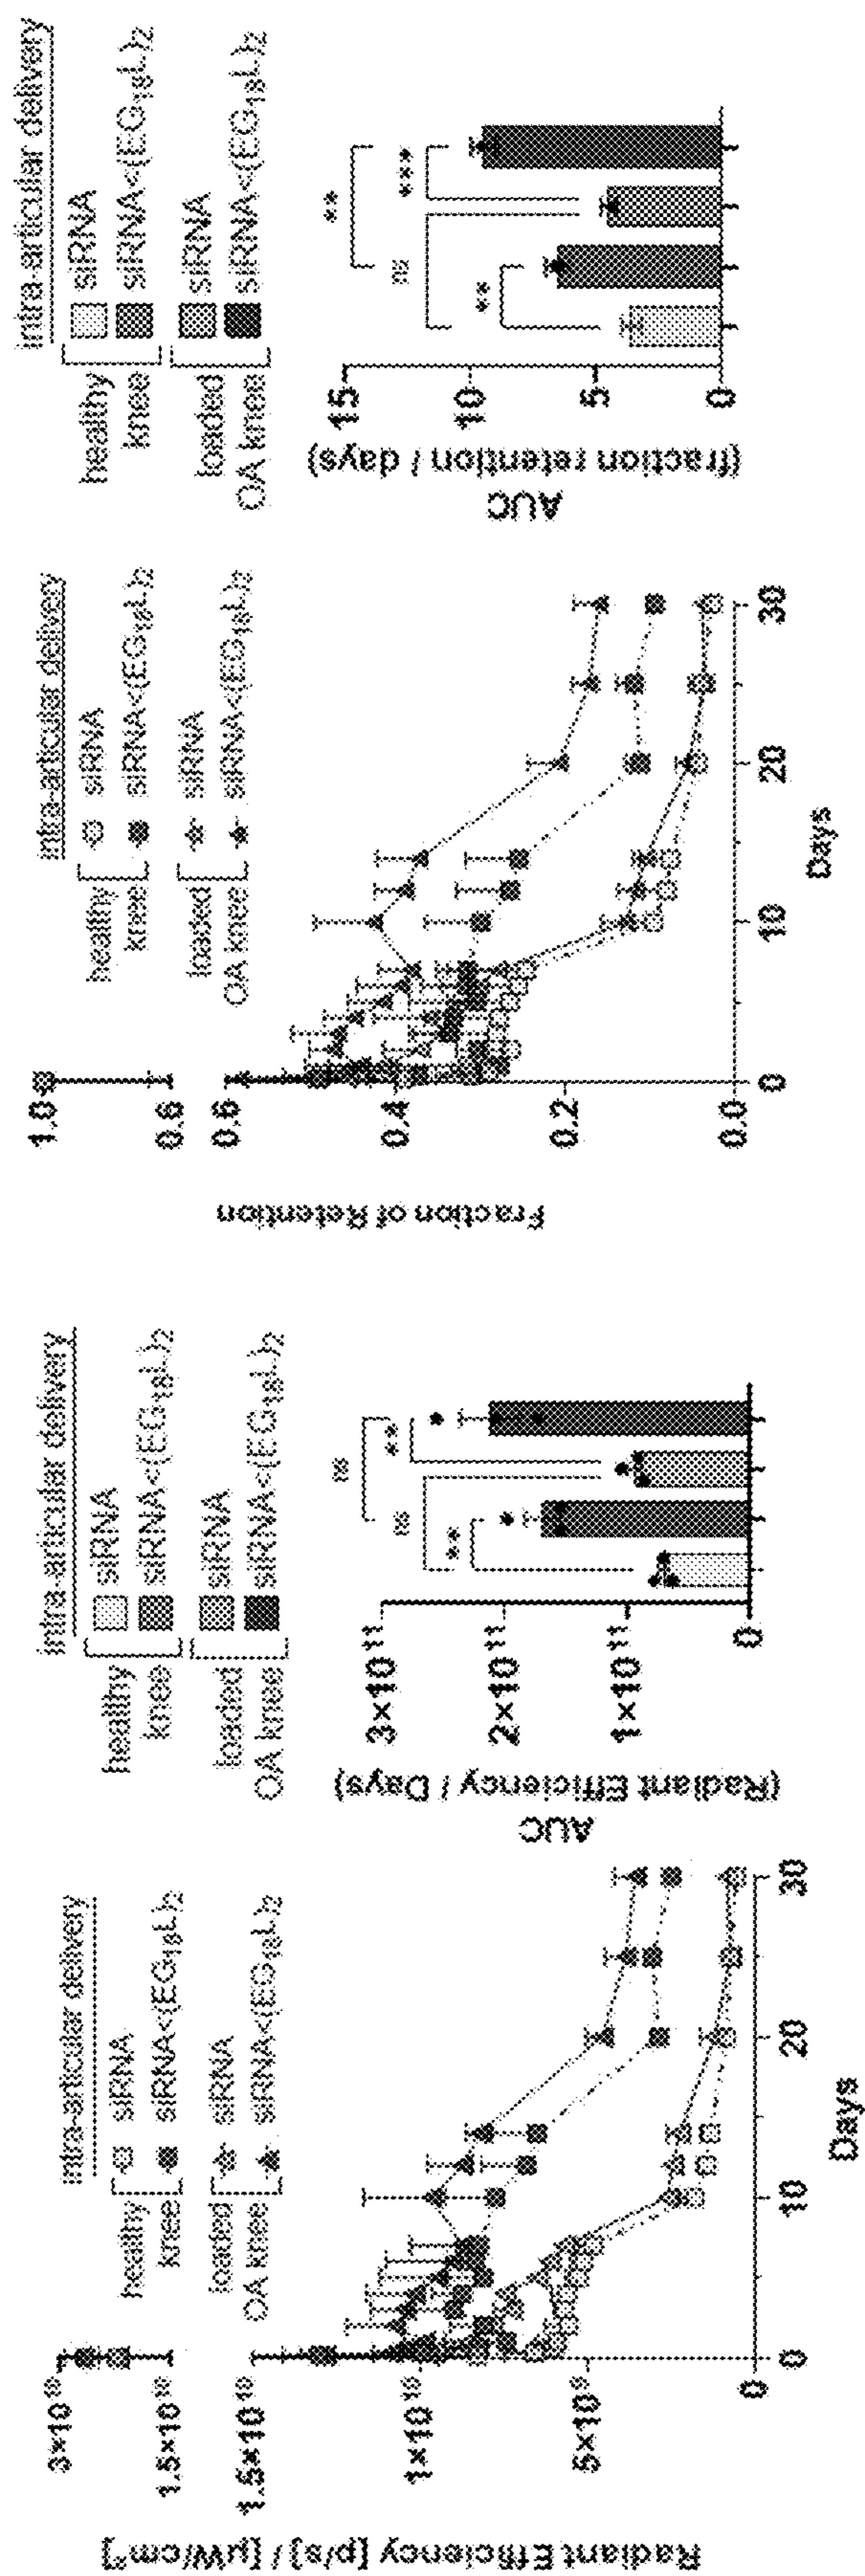 Radiant Efficiency [p/s] / [µW/cm²]
3×10¹⁰
1.5×10¹⁰
1.5×10¹⁰
1×10¹⁰
5×10⁹
0
0
10
20
30
Days
intra-articular delivery
healthy knee
siRNA
siRNA<(EG₁₈L)₂
loaded OA knee
siRNA
siRNA<(EG₁₈L)₂
AUC
(Radiant Efficiency / Days)
3×10¹¹
2×10¹¹
1×10¹¹
0
intra-articular delivery
healthy knee
siRNA
siRNA<(EG₁₈L)₂
loaded OA knee
siRNA
siRNA<(EG₁₈L)₂
ns
ns
**
**
Fraction of Retention
1.0
0.8
0.6
0.4
0.2
0.0
0
10
20
30
Days
intra-articular delivery
healthy knee
siRNA
siRNA<(EG₁₈L)₂
loaded OA knee
siRNA
siRNA<(EG₁₈L)₂
AUC
(fraction retention / days)
15
10
5
0
intra-articular delivery
healthy knee
siRNA
siRNA<(EG₁₈L)₂
loaded OA knee
siRNA
siRNA<(EG₁₈L)₂
**
ns
***
**